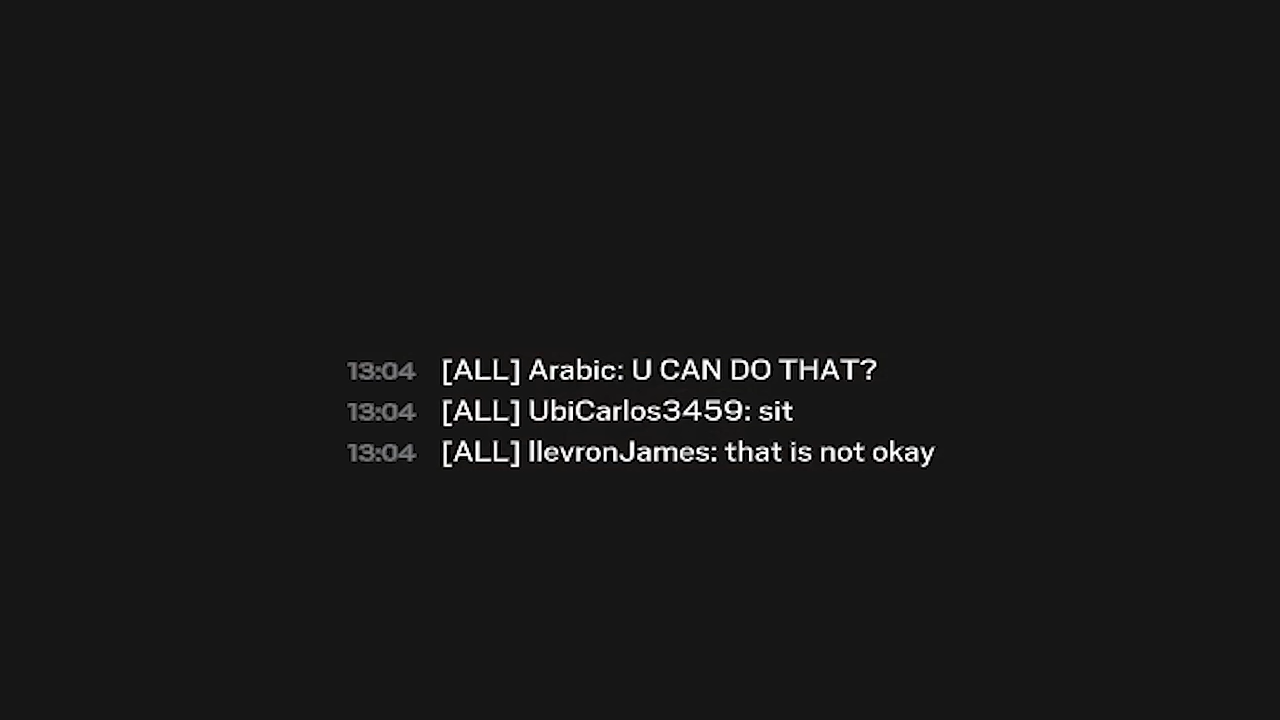 13:04 [ALL] Arabic: U CAN DO THAT?
13:04 [ALL] UbiCarlos3459: sit
13:04 [ALL] llevronJames: that is not okay